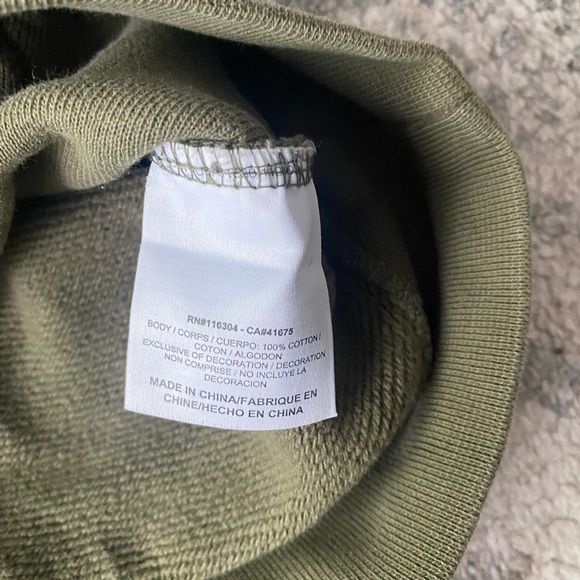 RN#116304 - CA#41675
BODY / CORPS / CUERPO: 100% COTTON /
COTON / ALGODON
EXCLUSIVE OF DECORATION / DECORATION
NON COMPRISE / NO INCLUYE LA
DECORACION
MADE IN CHINA/FABRIQUE EN
CHINE/HECHO EN CHINA